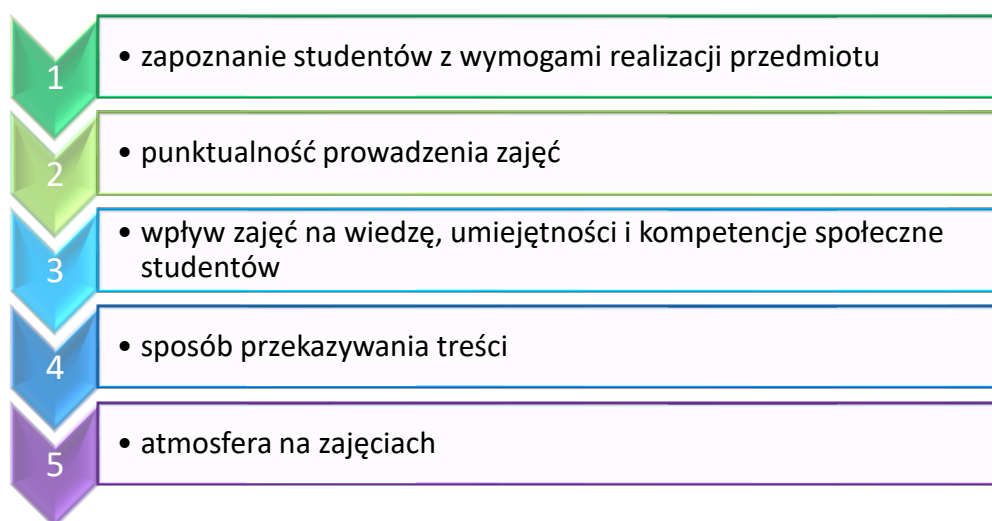 1
• zapoznanie studentów z wymogami realizacji przedmiotu
2
• punktualność prowadzenia zajęć
3
• wpływ zajęć na wiedzę, umiejętności i kompetencje społeczne
studentów
4
• sposób przekazywania treści
5
• atmosfera na zajęciach